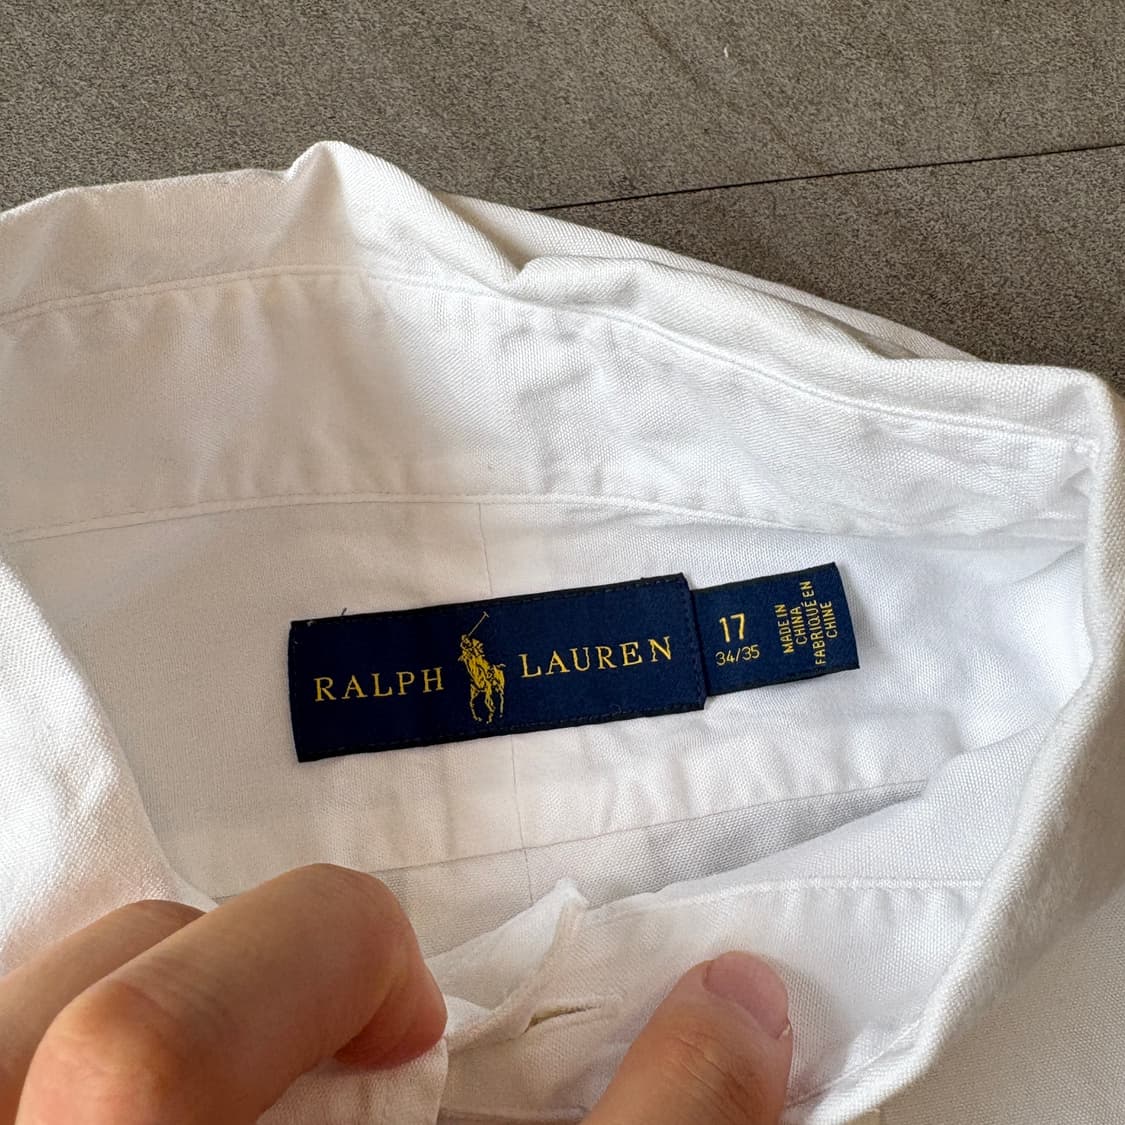 RALPH LAUREN
17
34/35
MADE IN
CHINA
FABRIQUÉ EN
CHINE